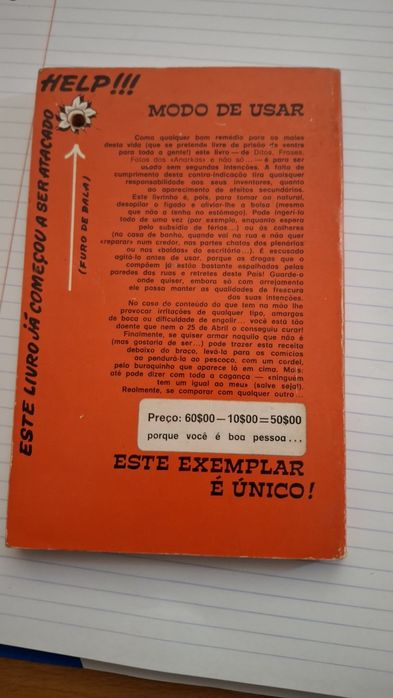 HELP!!!
ESTE LIVRO JÁ COMEÇOU A SER ATACADO
(FURO DE BALA)
MODO DE USAR
Como qualquer bom remédio para os males
desta vida (que se pretende livre de prisão de ventre
para toda a gente!) este livro — de Ditos, Frases,
Fotos dos «Anarkas» e não só... — é para ser
usado sem segundas intenções. A falta de
cumprimento desta contra-indicação tira quaisquer
responsabilidade aos seus inventores, quanto
ao aparecimento de efeitos secundários.
Este livrinho é, pois, para tomar ao natural,
desopilar o fígado e aliviar-lhe a bolsa (mesmo
que não a tenha no estômago). Pode ingeri-lo
todo de uma vez (por exemplo, enquanto espera
pelo subsídio de férias...) ou às colheres
(na casa de banho, quando vai na rua e não quer
«reparar» num credor, nas partes chatas dos plenários
ou nas «baldas» do escritório...). É escusado
agitá-lo antes de usar, porque as drogas que o
compõem já estão bastante espalhadas pelas
paredes das ruas e retretes deste País! Guarde-o
onde quiser, embora só com arrejamento
ele possa manter as qualidades de frescura
das suas intenções.
No caso do conteúdo do que tem na mão lhe
provocar irritações de qualquer tipo, amargos
de boca ou dificuldade de engolir... você está tão
doente que nem o 25 de Abril o conseguiu curar!
Finalmente, se quiser armar naquilo que não é
(mas gostaria de ser...) pode trazer esta receita
debaixo do braço, levá-la para os comícios
ou pendurá-la ao pescoço, com um cordel,
pelo buraquinho que aparece lá em cima. Mais:
até pode dizer com toda a cagança — «ninguém
tem um igual ao meu» (salve seja!).
Realmente, se comparar com qualquer outro...
Preço: 60$00 — 10$00 = 50$00
porque você é boa pessoa...
ESTE EXEMPLAR
É ÚNICO!